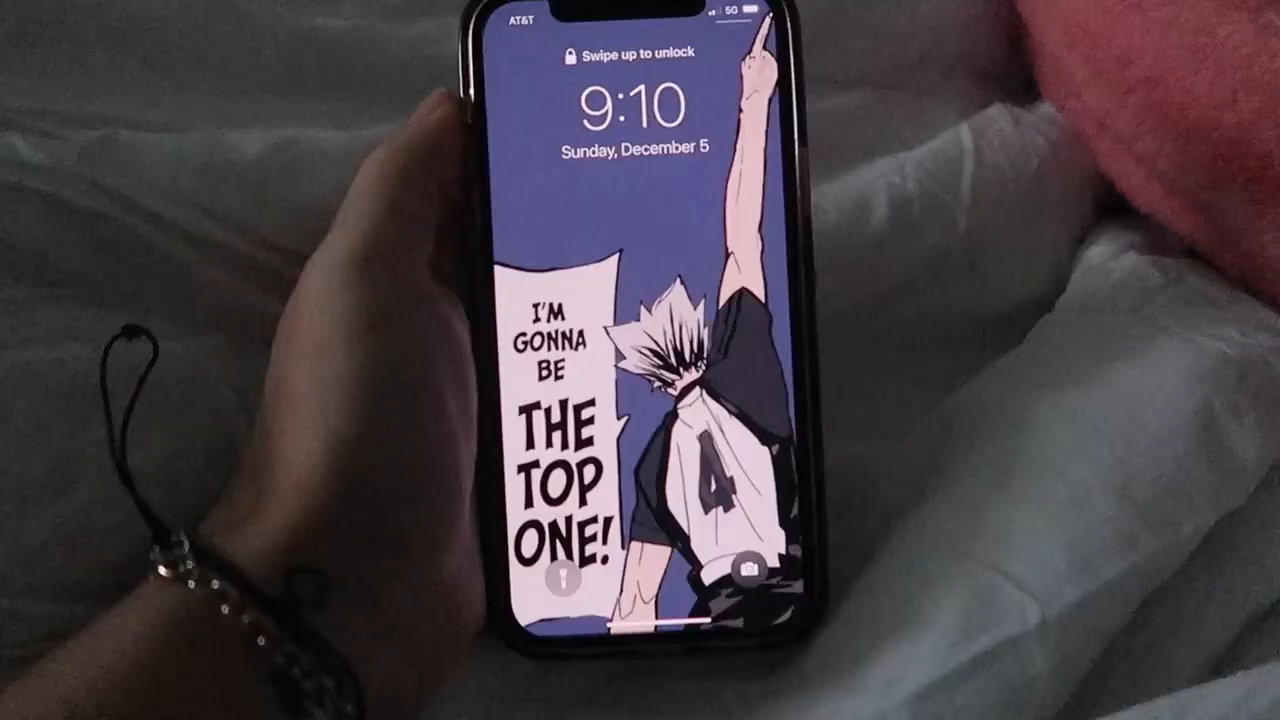 AT&T
5G
Swipe up to unlock
9:10
Sunday, December 5
I'M
GONNA
BE
THE
TOP
ONE!
4